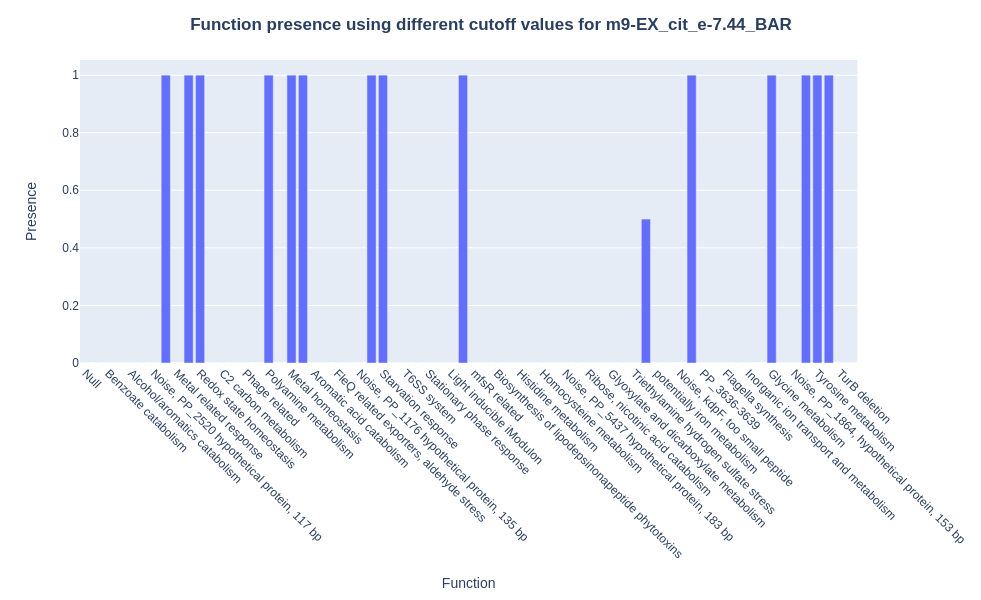 Function presence using different cutoff values for m9-EX_cit_e-7.44_BAR
Presence
1
0.8
0.6
0.4
0.2
0
Null
Benzoate catabolism
Alcohol/aromatics catabolism
Noise, PP_2520 hypothetical protein, 117 bp
Metal related response
Redox state homeostasis
C2 carbon metabolism
Phage related
Polyamine metabolism
Metal homeostasis
Aromatic acid catabolism
FleQ related exporters, aldehyde stress
Noise, PP_1176 hypothetical protein, 135 bp
Starvation response
T6SS system
Stationary phase response
Light inducible iModulon
mfsR related
Biosynthesis of lipodepsinonapeptide phytotoxins
Histidine metabolism
Homocysteine metabolism
Noise, PP_5437 hypothetical protein, 183 bp
Ribose, nicotinic acid catabolism
Glyoxylate and dicarboxylate metabolism
Triethylamine hydrogen sulfate stress
potentially iron metabolism
Noise, kdpF, too small peptide
PP_3636-3639
Flagella synthesis
Inorganic ion transport and metabolism
Glycine metabolism
Noise, PP_1864, hypothetical protein, 153 bp
Tyrosine metabolism
TurB deletion
Function